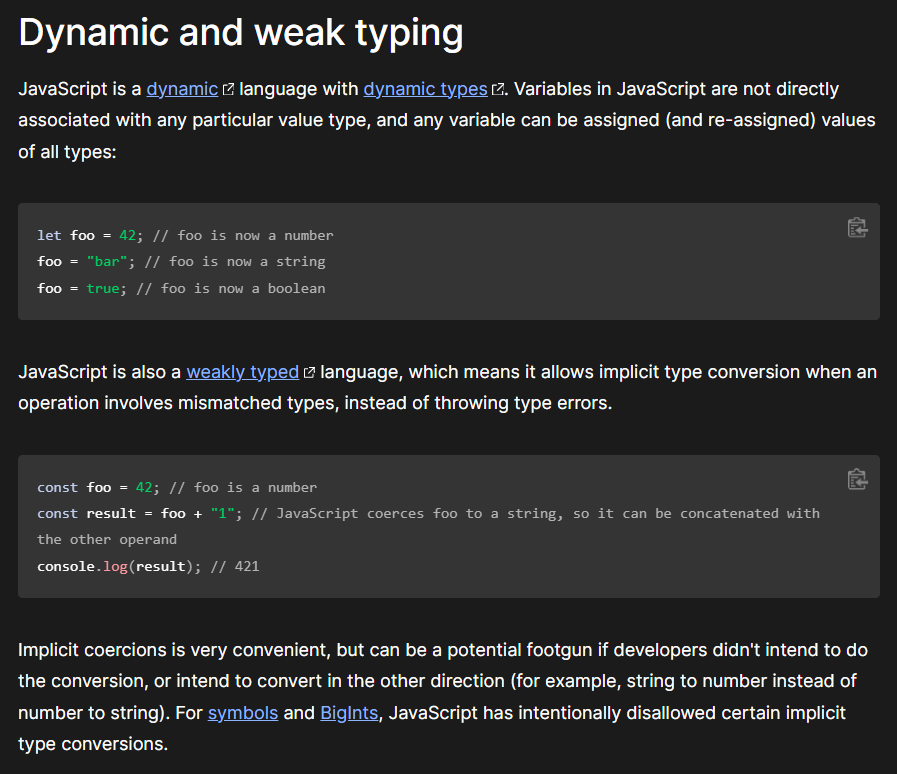 Dynamic and weak typing
JavaScript is a dynamic language with dynamic types. Variables in JavaScript are not directly
associated with any particular value type, and any variable can be assigned (and re-assigned) values
of all types:
let foo = 42; // foo is now a number
foo = "bar"; // foo is now a string
foo = true; // foo is now a boolean
JavaScript is also a weakly typed language, which means it allows implicit type conversion when an
operation involves mismatched types, instead of throwing type errors.
const foo = 42; // foo is a number
const result = foo + "1"; // JavaScript coerces foo to a string, so it can be concatenated with
the other operand
console.log(result); // 421
Implicit coercions is very convenient, but can be a potential footgun if developers didn't intend to do
the conversion, or intend to convert in the other direction (for example, string to number instead of
number to string). For symbols and BigInts, JavaScript has intentionally disallowed certain implicit
type conversions.